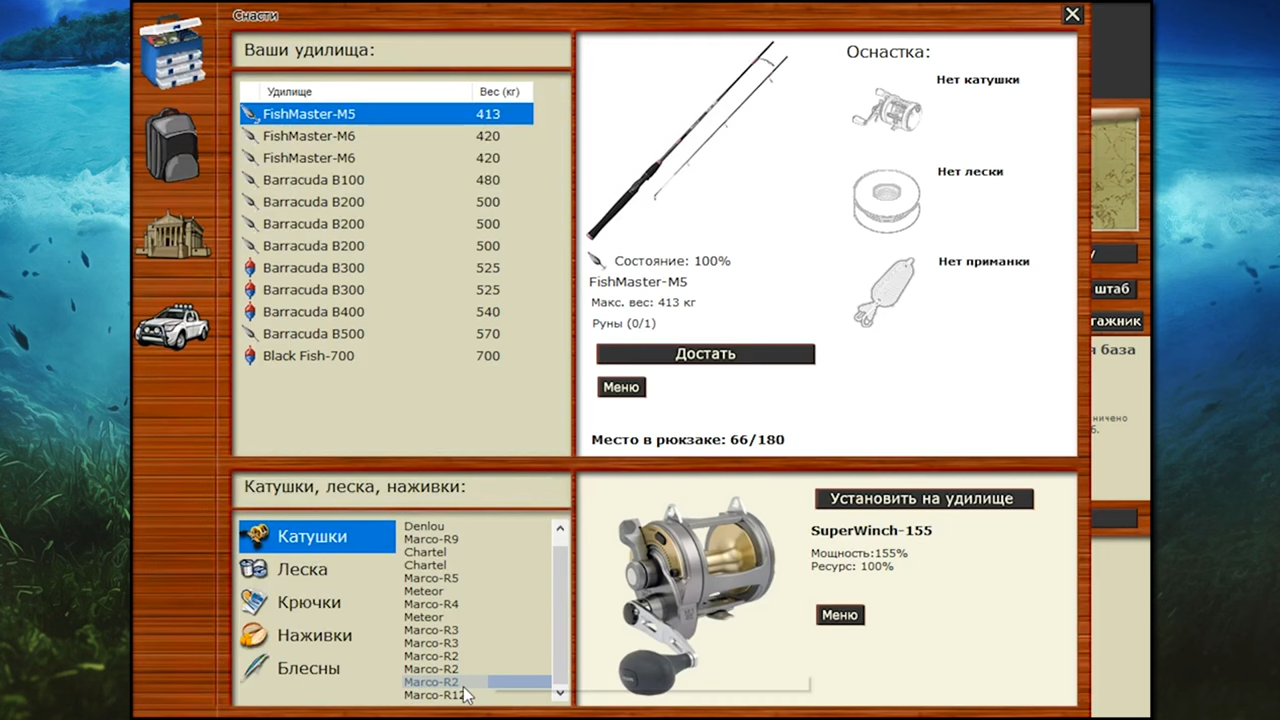 Снасти
Ваши удилища:
Удилище Вес (кг)
FishMaster-M5 413
FishMaster-M6 420
FishMaster-M6 420
Barracuda B100 480
Barracuda B200 500
Barracuda B200 500
Barracuda B200 500
Barracuda B300 525
Barracuda B300 525
Barracuda B400 540
Barracuda B500 570
Black Fish-700 700
Состояние: 100%
FishMaster-M5
Макс. вес: 413 кг
Руны (0/1)
Достать
Меню
Место в рюкзаке: 66/180
Оснастка:
Нет катушки
Нет лески
Нет приманки
у
штаб
гажник
я база
ничено
б.
Катушки, леска, наживки:
Катушки
Леска
Крючки
Наживки
Блесны
Denlou
Marco-R9
Chartel
Chartel
Marco-R5
Meteor
Marco-R4
Meteor
Marco-R3
Marco-R3
Marco-R2
Marco-R2
Marco-R2
Marco-R12
Установить на удилище
SuperWinch-155
Мощность:155%
Ресурс: 100%
Меню